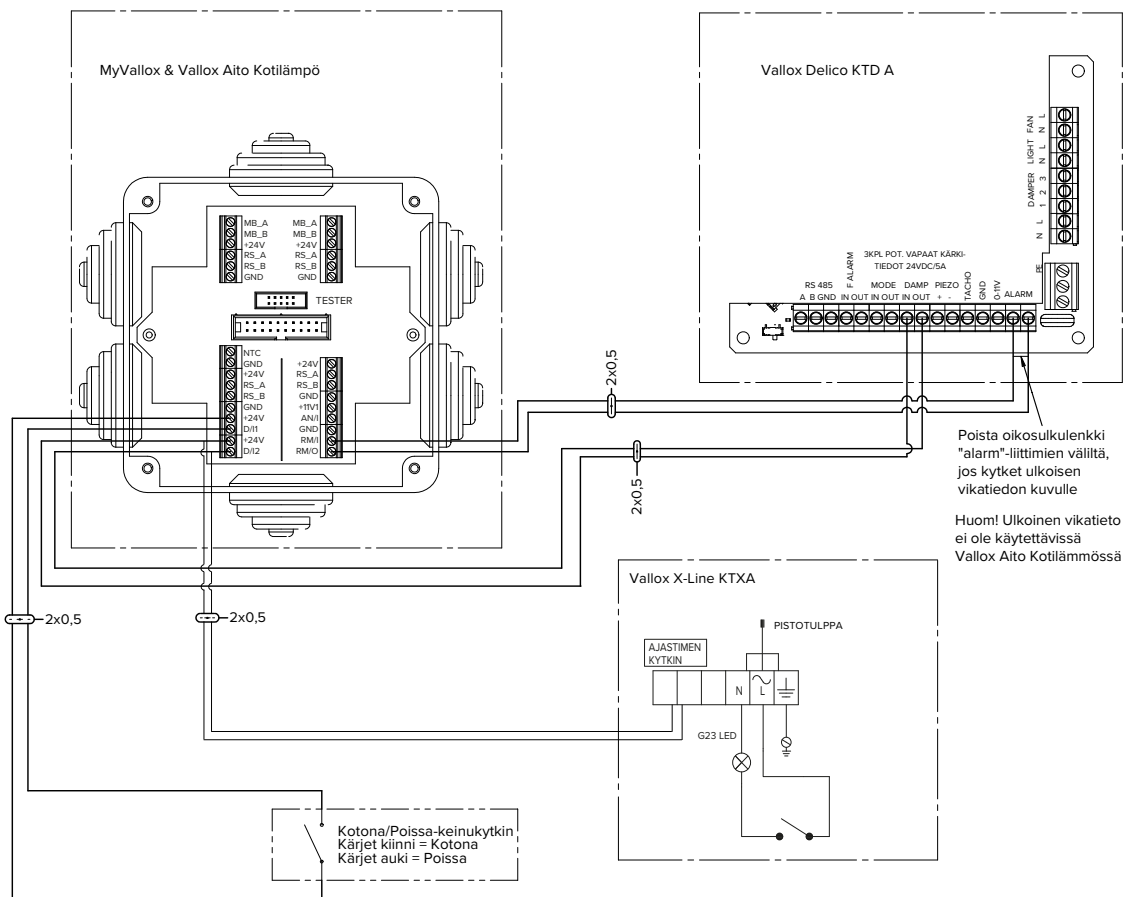 MyVallox & Vallox Aito Kotilämpö
MB_A
MB_B
+24V
RS_A
RS_B
GND
MB_A
MB_B
+24V
RS_A
RS_B
GND
TESTER
NTC
GND
+24V
RS_A
RS_B
GND
+24V
D/I1
+24V
D/I2
+24V
RS_A
RS_B
GND
+11V1
AN/I
GND
RM/I
RM/O
Vallox Delico KTD A
N L N L 1 2 3 N L N L
DAMPER LIGHT FAN
PE
3KPL POT. VAPAAT KÄRKI-
TIEDOT 24VDC/5A
RS 485
A B GND
F ALARM
IN OUT
MODE
IN OUT
DAMP
IN OUT
PIEZO
+ -
TACHO
GND
0-11V
ALARM
2x0,5
2x0,5
Poista oikosulkulenkki
"alarm"-liittimien väliltä,
jos kytket ulkoisen
vikatiedon kuvulle
Huom! Ulkoinen vikatieto
ei ole käytettävissä
Vallox Aito Kotilämmössä
2x0,5
2x0,5
Vallox X-Line KTXA
PISTOTULPPA
AJASTIMEN
KYTKIN
N
L
G23 LED
Kotona/Poissa-keinukytkin
Kärjet kiinni = Kotona
Kärjet auki = Poissa